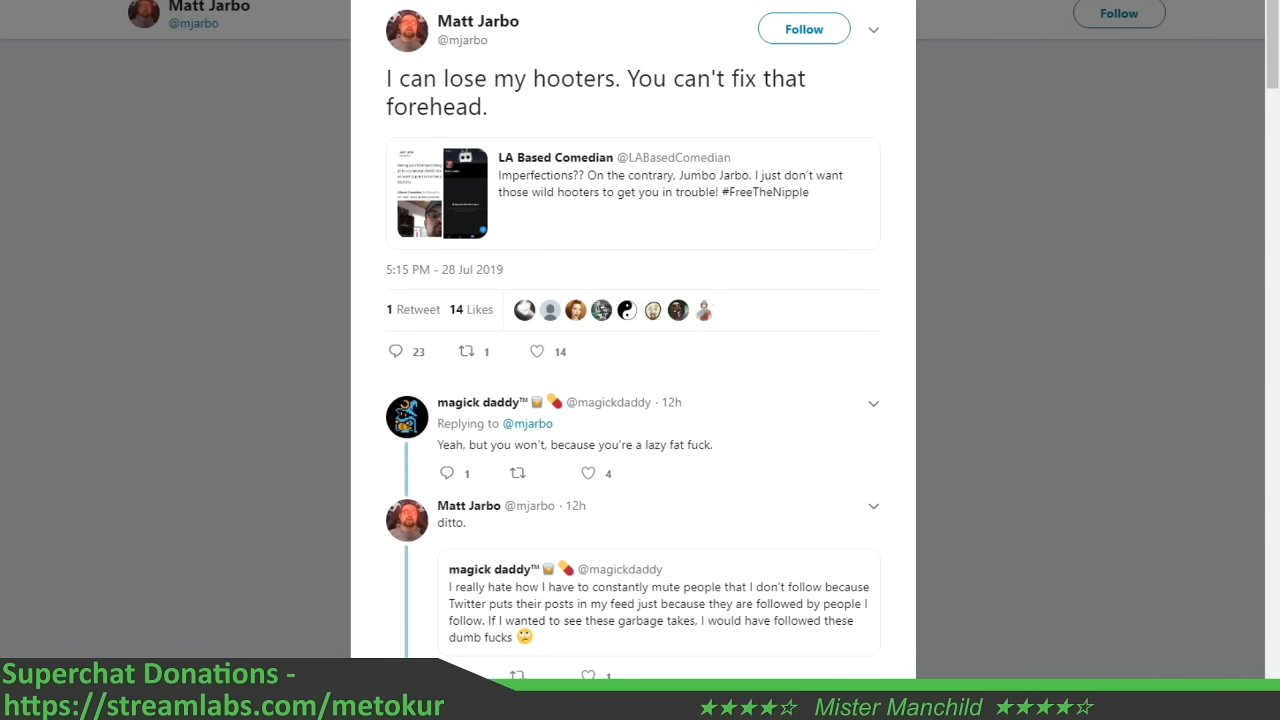 Matt Jarbo
@mjarbo
Follow
Matt Jarbo
@mjarbo
Follow
I can lose my hooters. You can't fix that
forehead.
LA Based Comedian @LABasedComedian
Imperfections?? On the contrary, Jumbo Jarbo. I just don't want
those wild hooters to get you in trouble! #FreeTheNipple
5:15 PM - 28 Jul 2019
1 Retweet 14 Likes
23 1 14
magick daddy™ 🥃 💊 @magickdaddy · 12h
Replying to @mjarbo
Yeah, but you won't, because you're a lazy fat fuck.
1 4
Matt Jarbo @mjarbo · 12h
ditto.
magick daddy™ 🥃 💊 @magickdaddy
I really hate how I have to constantly mute people that I don't follow because
Twitter puts their posts in my feed just because they are followed by people I
follow. If I wanted to see these garbage takes, I would have followed these
dumb fucks 🙄
1
Superchat Donations -
https://streamlabs.com/metokur
★★★★☆ Mister Manchild ★★★★☆